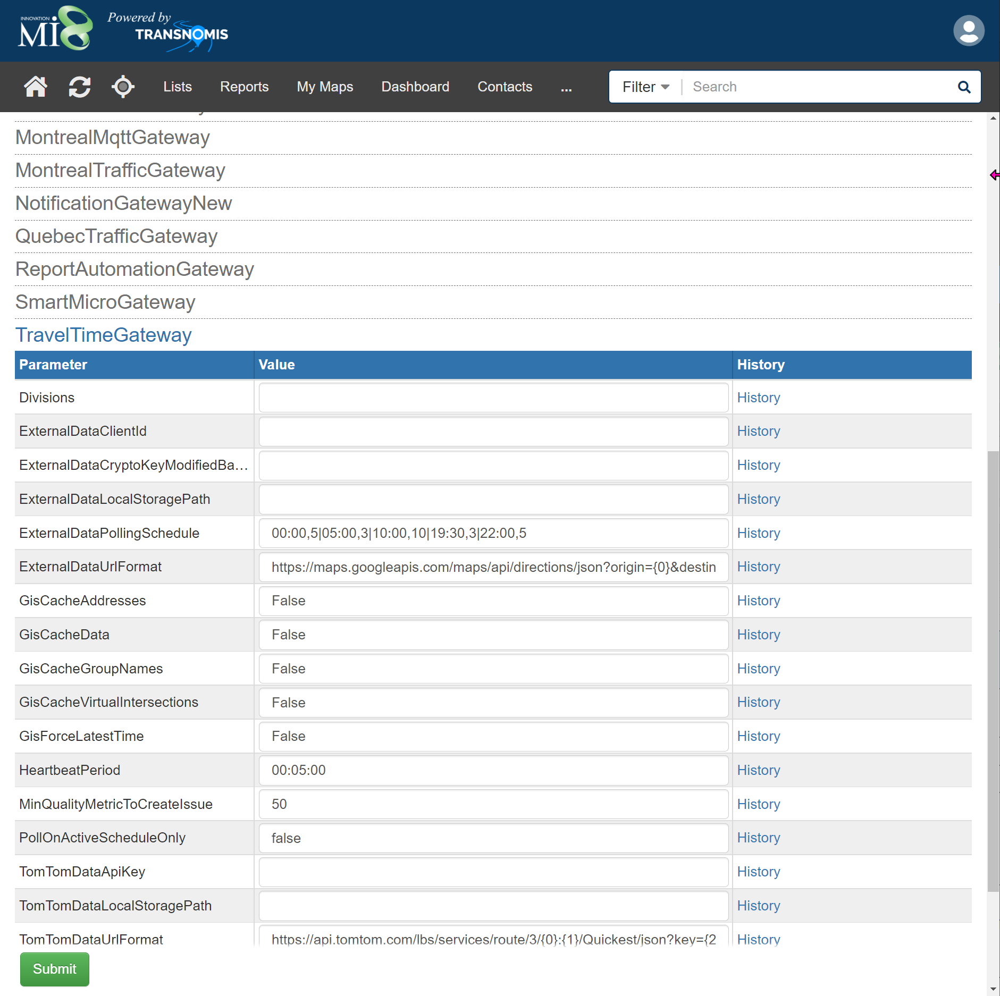 INNOVATION
Mi8
Powered by
TRANSNOMIS
Lists Reports My Maps Dashboard Contacts ... Filter Search
MontrealMqttGateway
MontrealTrafficGateway
NotificationGatewayNew
QuebecTrafficGateway
ReportAutomationGateway
SmartMicroGateway
TravelTimeGateway
Parameter Value History
Divisions History
ExternalDataClientId History
ExternalDataCryptoKeyModifiedBa... History
ExternalDataLocalStoragePath History
ExternalDataPollingSchedule 00:00,5|05:00,3|10:00,10|19:30,3|22:00,5 History
ExternalDataUrlFormat https://maps.googleapis.com/maps/api/directions/json?origin={0}&destin History
GisCacheAddresses False History
GisCacheData False History
GisCacheGroupNames False History
GisCacheVirtualIntersections False History
GisForceLatestTime False History
HeartbeatPeriod 00:05:00 History
MinQualityMetricToCreateIssue 50 History
PollOnActiveScheduleOnly false History
TomTomDataApiKey History
TomTomDataLocalStoragePath History
TomTomDataUrlFormat https://api.tomtom.com/lbs/services/route/3/{0}:{1}/Quickest/json?key={2 History
Submit